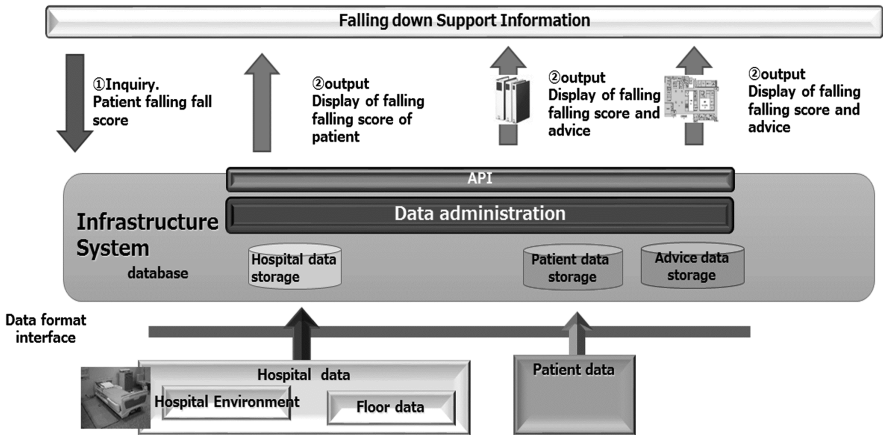 Falling down Support Information
①Inquiry.
Patient falling fall
score
②output
Display of falling
falling score of
patient
②output
Display of falling
falling score and
advice
②output
Display of falling
falling score and
advice
API
Data administration
Infrastructure
System
database
Hospital data
storage
Patient data
storage
Advice data
storage
Data format
interface
Hospital data
Hospital Environment
Floor data
Patient data